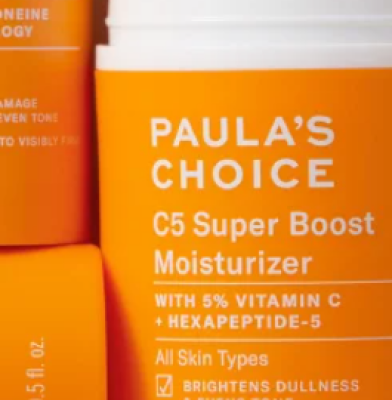 OGY
AMAGE
EVEN TONE
TO VISIBLY
.5 fl. oz.
PAULA'S
CHOICE
C5 Super Boost
Moisturizer
WITH 5% VITAMIN C
+ HEXAPEPTIDE-5
All Skin Types
BRIGHTENS DULLNESS